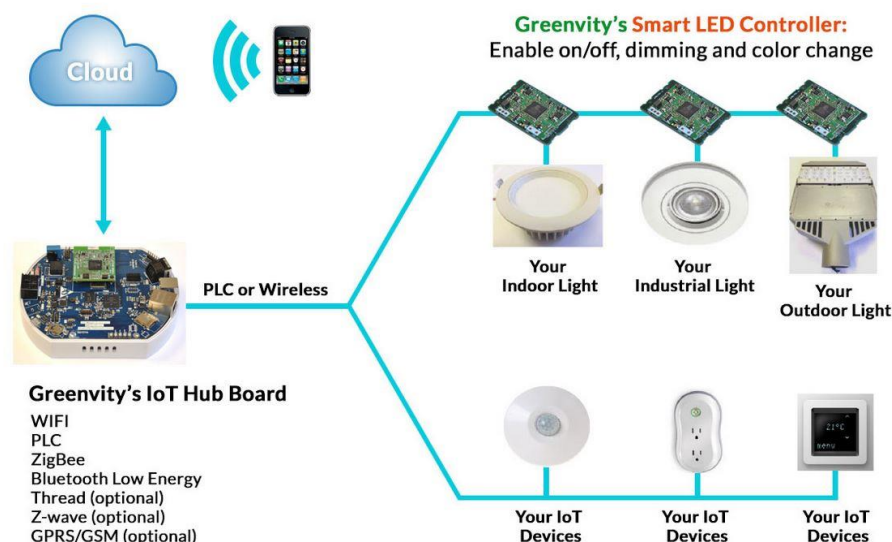 Cloud
Greenvity's Smart LED Controller:
Enable on/off, dimming and color change
Your
Indoor Light
Your
Industrial Light
Your
Outdoor Light
PLC or Wireless
Greenvity's IoT Hub Board
WIFI
PLC
ZigBee
Bluetooth Low Energy
Thread (optional)
Z-wave (optional)
GPRS/GSM (optional)
21°C
menu
Your IoT
Devices
Your IoT
Devices
Your IoT
Devices